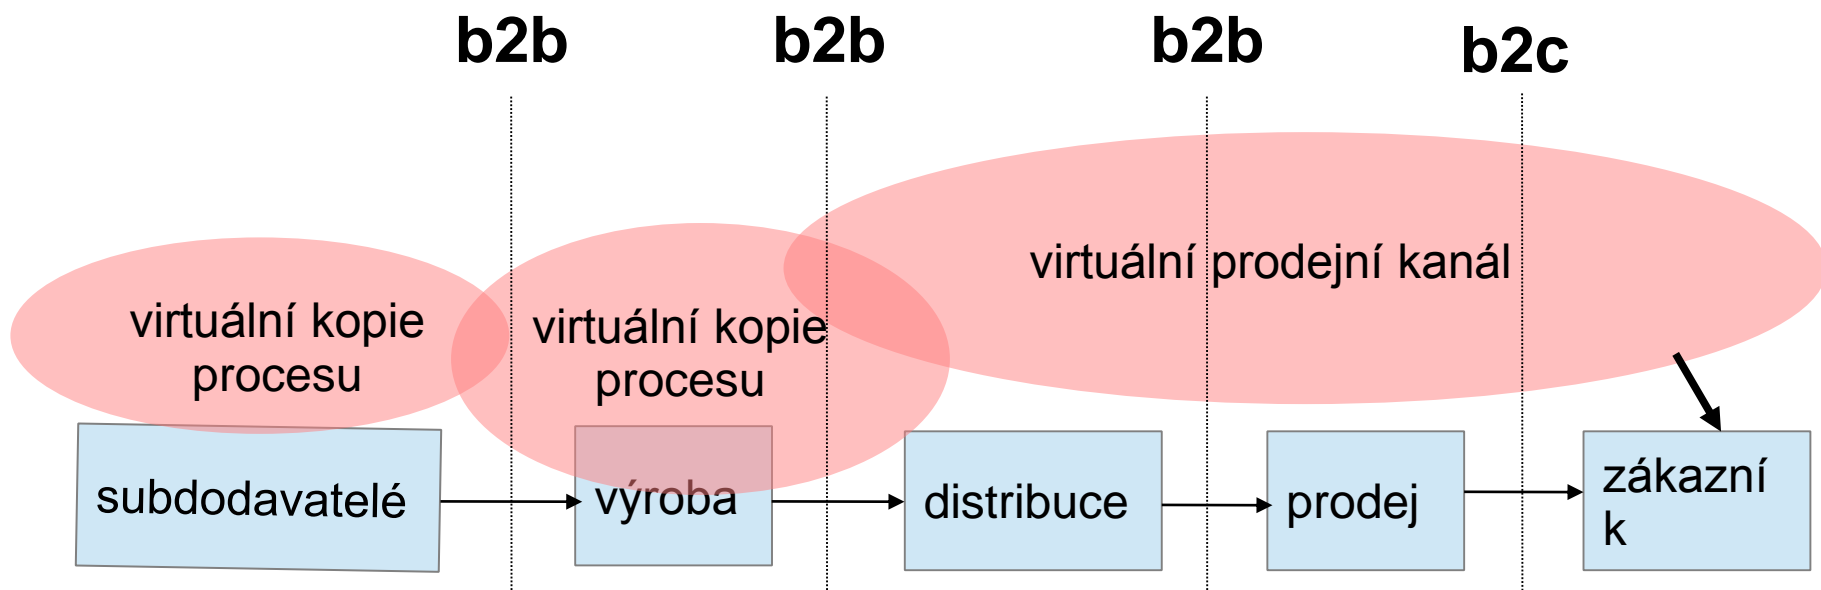 b2b
b2b
b2b
b2c
virtuální kopie
procesu
virtuální kopie
procesu
virtuální prodejní kanál
subdodavatelé
výroba
distribuce
prodej
zákazní
k